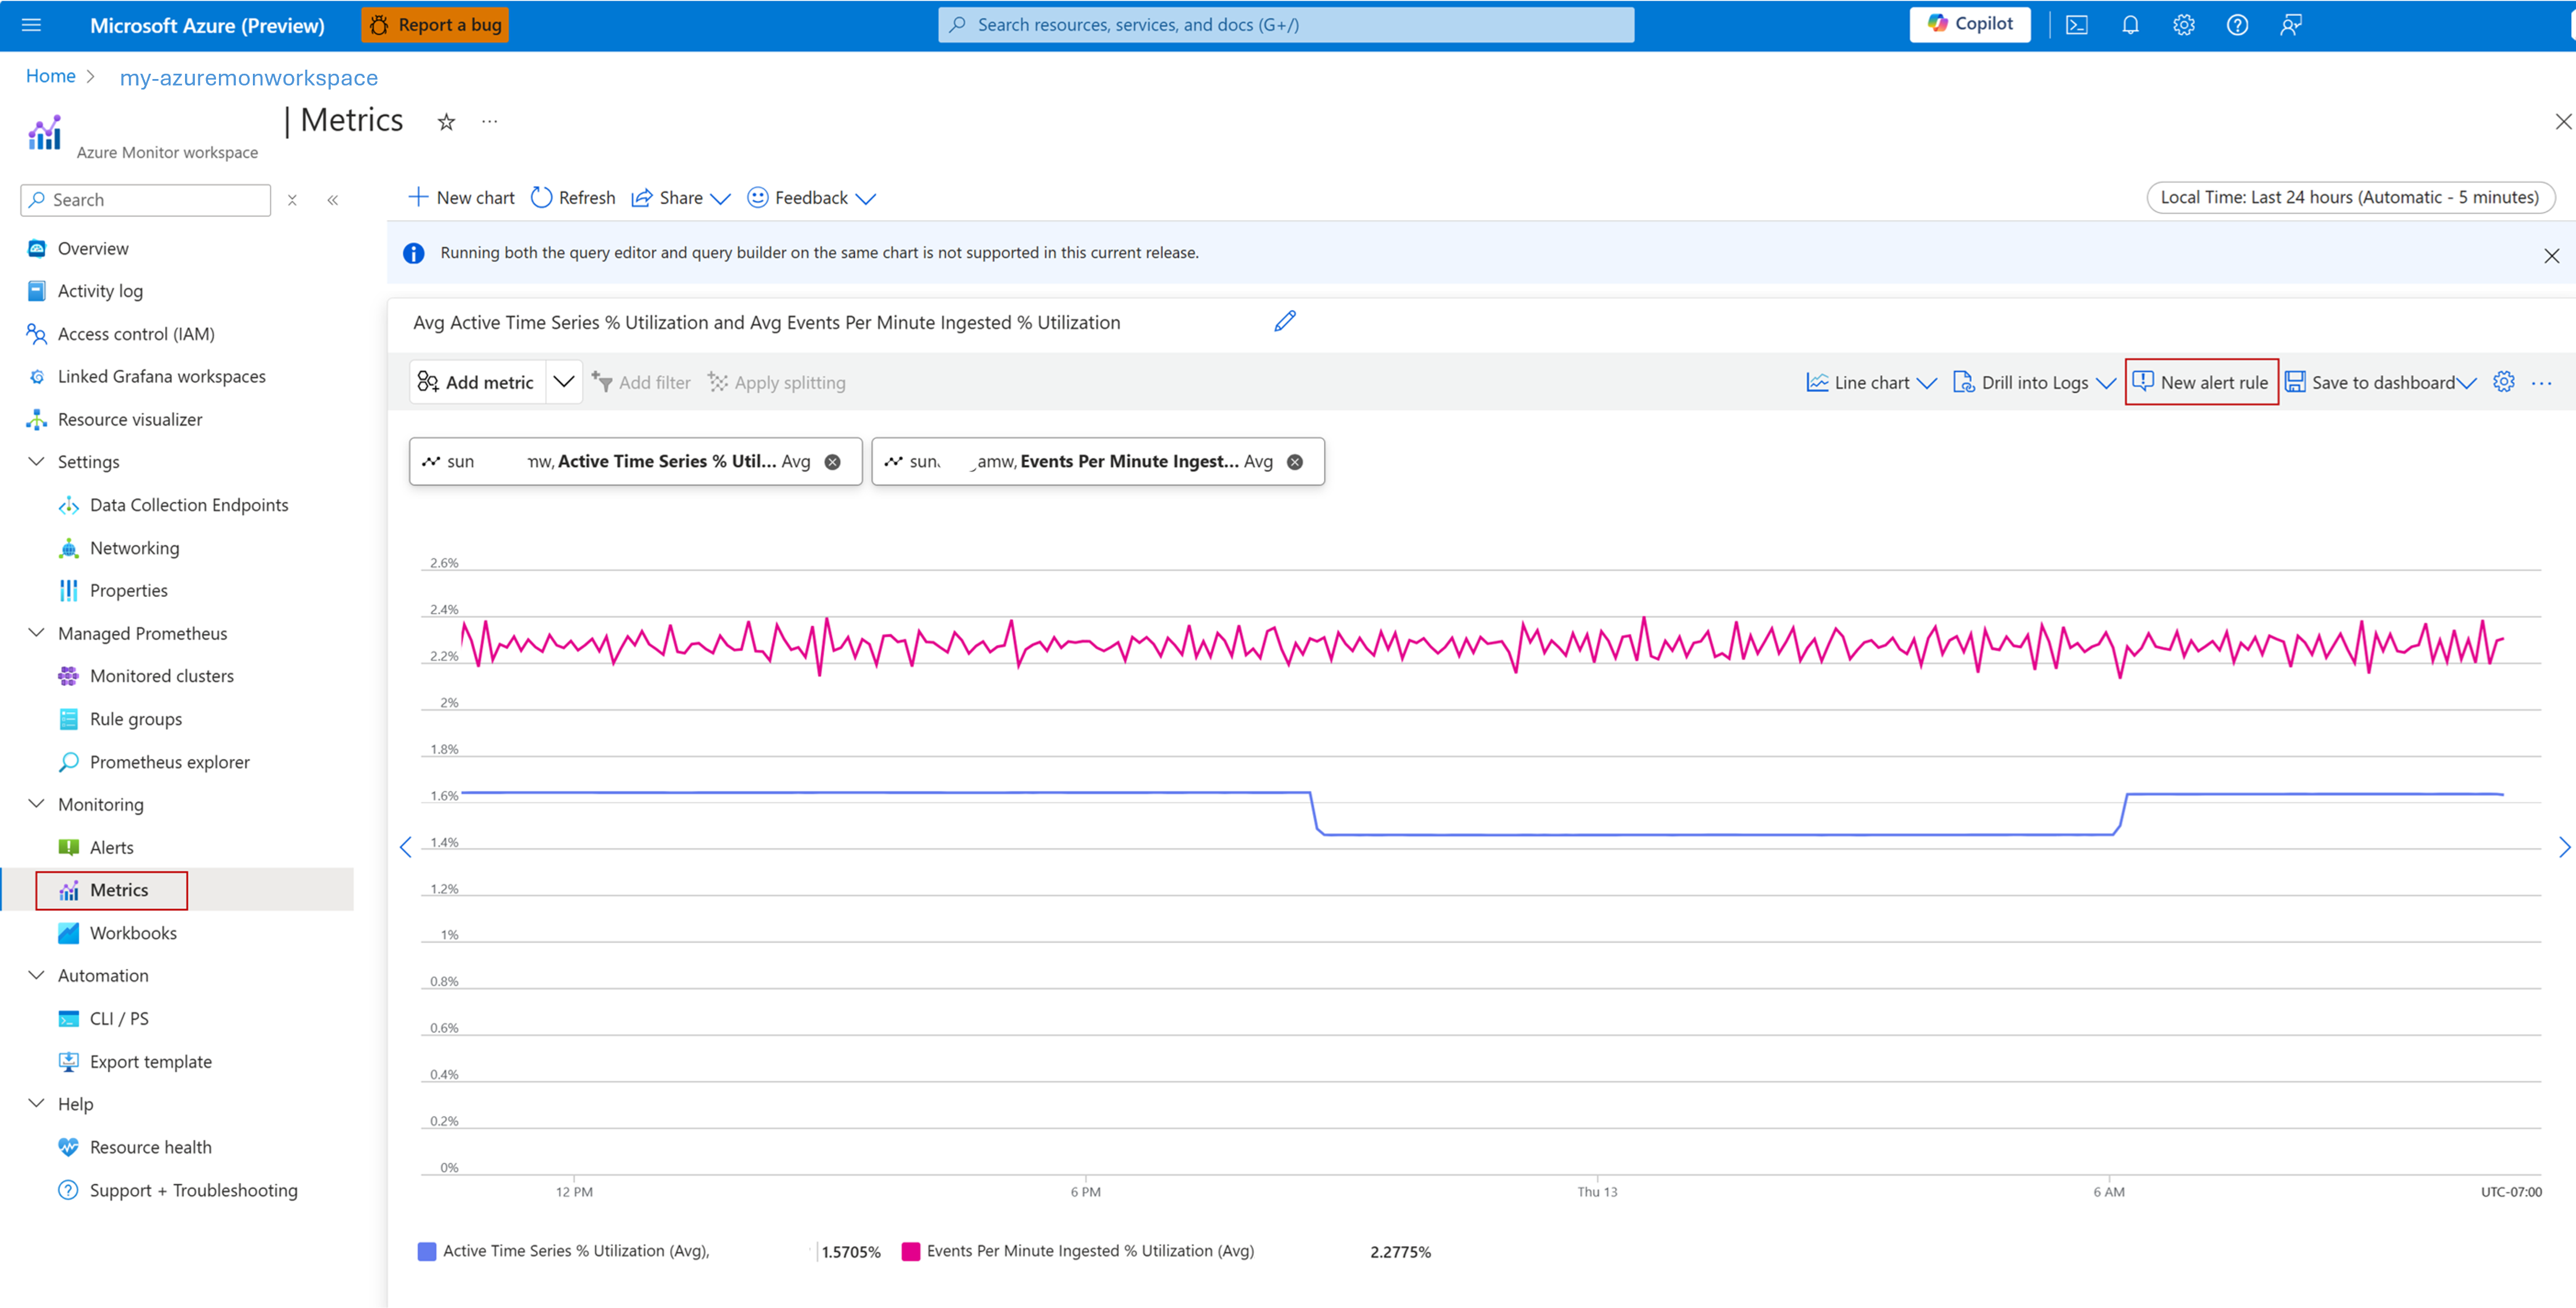 Microsoft Azure (Preview)
Report a bug
Search resources, services, and docs (G+/)
Copilot
Home
my-azuremonworkspace
| Metrics
Azure Monitor workspace
Search
New chart
Refresh
Share
Feedback
Local Time: Last 24 hours (Automatic - 5 minutes)
Running both the query editor and query builder on the same chart is not supported in this current release.
Overview
Activity log
Access control (IAM)
Linked Grafana workspaces
Resource visualizer
Settings
Data Collection Endpoints
Networking
Properties
Managed Prometheus
Monitored clusters
Rule groups
Prometheus explorer
Monitoring
Alerts
Metrics
Workbooks
Automation
CLI / PS
Export template
Help
Resource health
Support + Troubleshooting
Avg Active Time Series % Utilization and Avg Events Per Minute Ingested % Utilization
Add metric
Add filter
Apply splitting
Line chart
Drill into Logs
New alert rule
Save to dashboard
sun Active Time Series % Util... Avg
sun amw, Events Per Minute Ingest... Avg
2.6%
2.4%
2.2%
2%
1.8%
1.6%
1.4%
1.2%
1%
0.8%
0.6%
0.4%
0.2%
0%
12 PM
6 PM
Thu 13
6 AM
UTC-07:00
Active Time Series % Utilization (Avg),
1.5705%
Events Per Minute Ingested % Utilization (Avg)
2.2775%